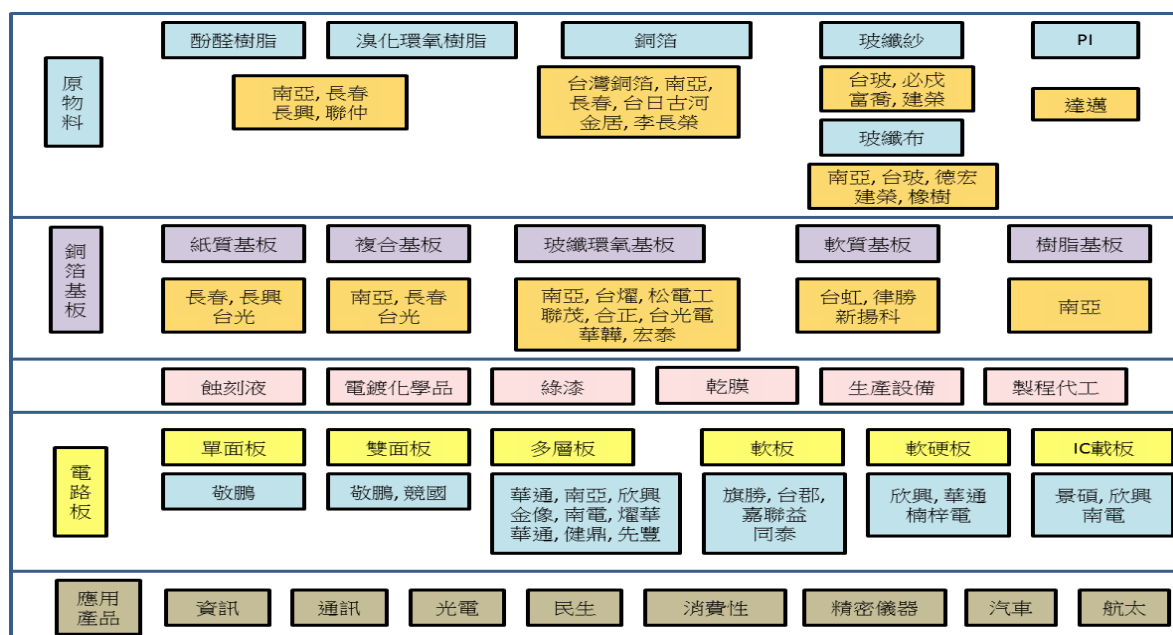 原物料
酚醛樹脂
溴化環氧樹脂
銅箔
玻纖紗
PI
南亞, 長春
長興, 聯仲
台灣銅箔, 南亞,
長春, 台日古河
金居, 李長榮
台玻, 必成
富喬, 建榮
達邁
玻纖布
南亞, 台玻, 德宏
建榮, 橡樹
銅箔基板
紙質基板
複合基板
玻纖環氧基板
軟質基板
樹脂基板
長春, 長興
台光
南亞, 長春
台光
南亞, 台燿, 松電工
聯茂, 合正, 台光電
華韡, 宏泰
台虹, 律勝
新揚科
南亞
蝕刻液
電鍍化學品
綠漆
乾膜
生產設備
製程代工
電路板
單面板
雙面板
多層板
軟板
軟硬板
IC載板
敬鵬
敬鵬, 競國
華通, 南亞, 欣興
金像, 南電, 燿華
華通, 健鼎, 先豐
旗勝, 台郡,
嘉聯益
同泰
欣興, 華通
楠梓電
景碩, 欣興
南電
應用
產品
資訊
通訊
光電
民生
消費性
精密儀器
汽車
航太